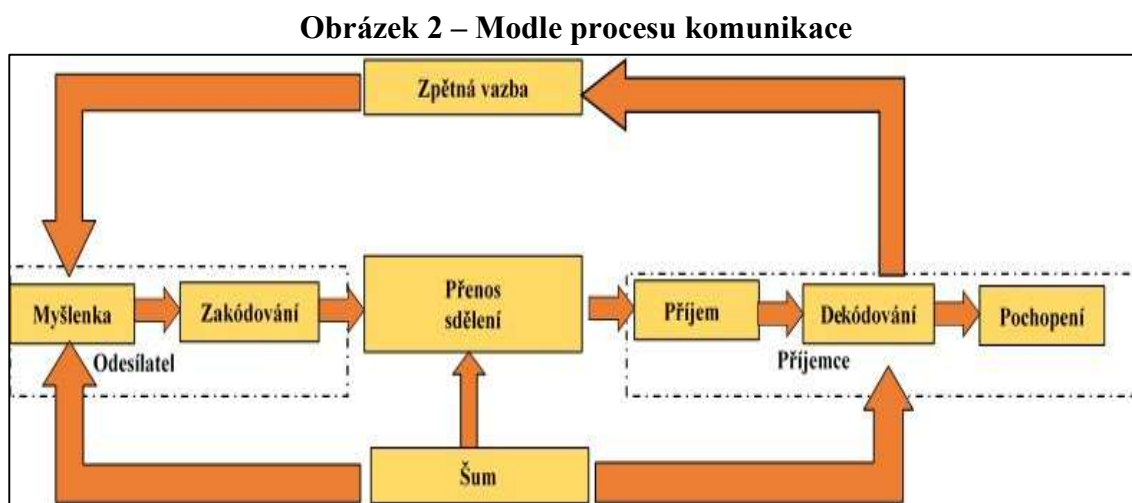 Obrázek 2 – Modle procesu komunikace
Zpětná vazba
Myšlenka
Zakódování
Odesílatel
Přenos
sdělení
Příjem
Dekódování
Pochopení
Příjemce
Šum